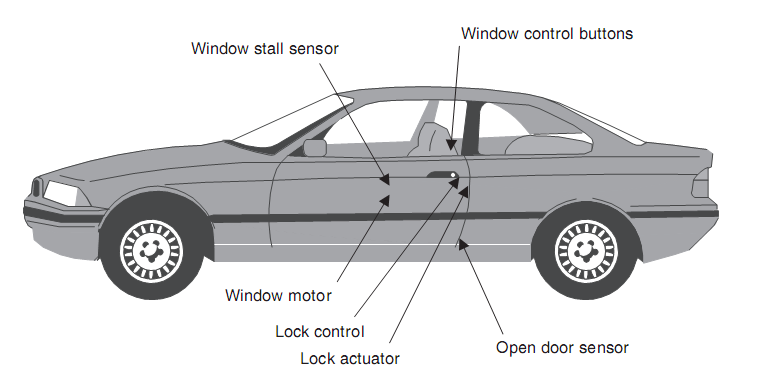 Window control buttons
Window stall sensor
Window motor
Lock control
Open door sensor
Lock actuator